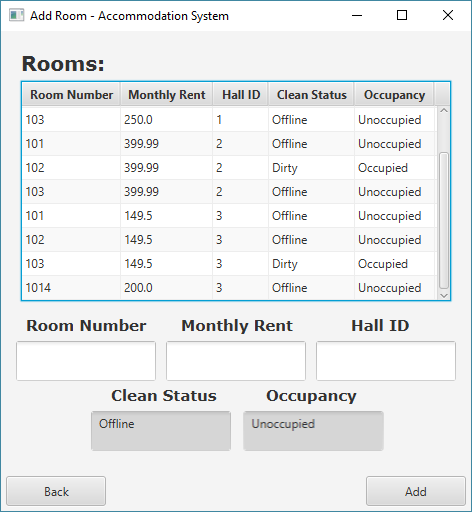 Add Room - Accommodation System
Rooms:
Room Number Monthly Rent Hall ID Clean Status Occupancy
103 250.0 1 Offline Unoccupied
101 399.99 2 Offline Unoccupied
102 399.99 2 Dirty Occupied
103 399.99 2 Offline Unoccupied
101 149.5 3 Offline Unoccupied
102 149.5 3 Offline Unoccupied
103 149.5 3 Dirty Occupied
1014 200.0 3 Offline Unoccupied
Room Number Monthly Rent Hall ID
Clean Status Occupancy
Offline Unoccupied
Back Add